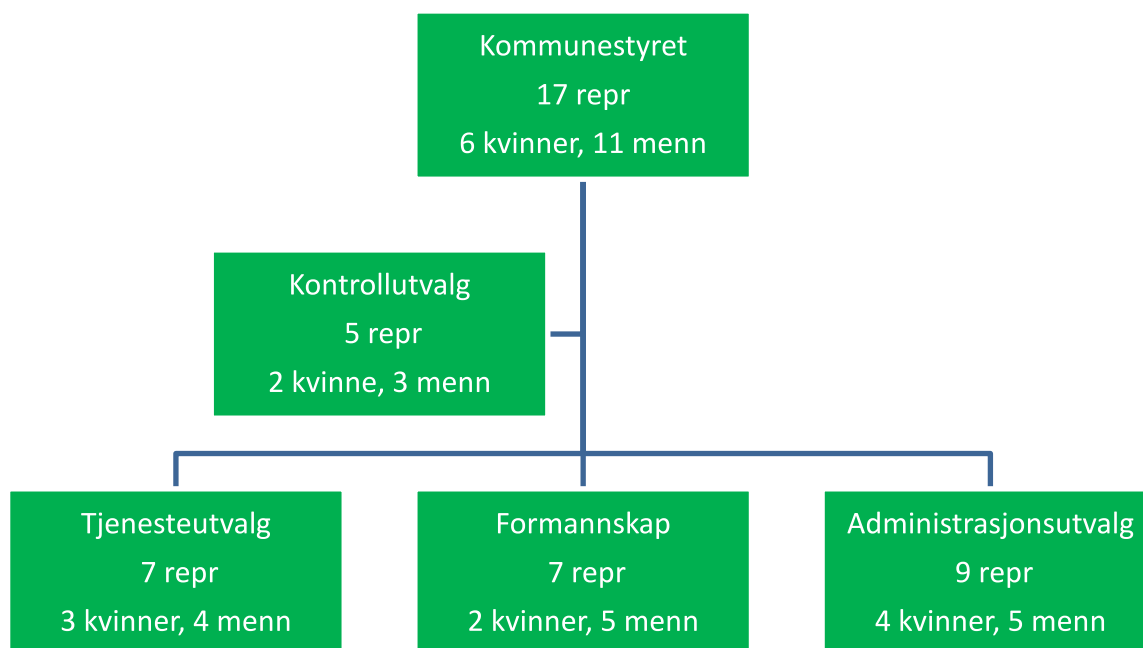 Kommunestyret
17 repr
6 kvinner, 11 menn
Kontrollutvalg
5 repr
2 kvinne, 3 menn
Tjenesteutvalg
7 repr
3 kvinner, 4 menn
Formannskap
7 repr
2 kvinner, 5 menn
Administrasjonsutvalg
9 repr
4 kvinner, 5 menn